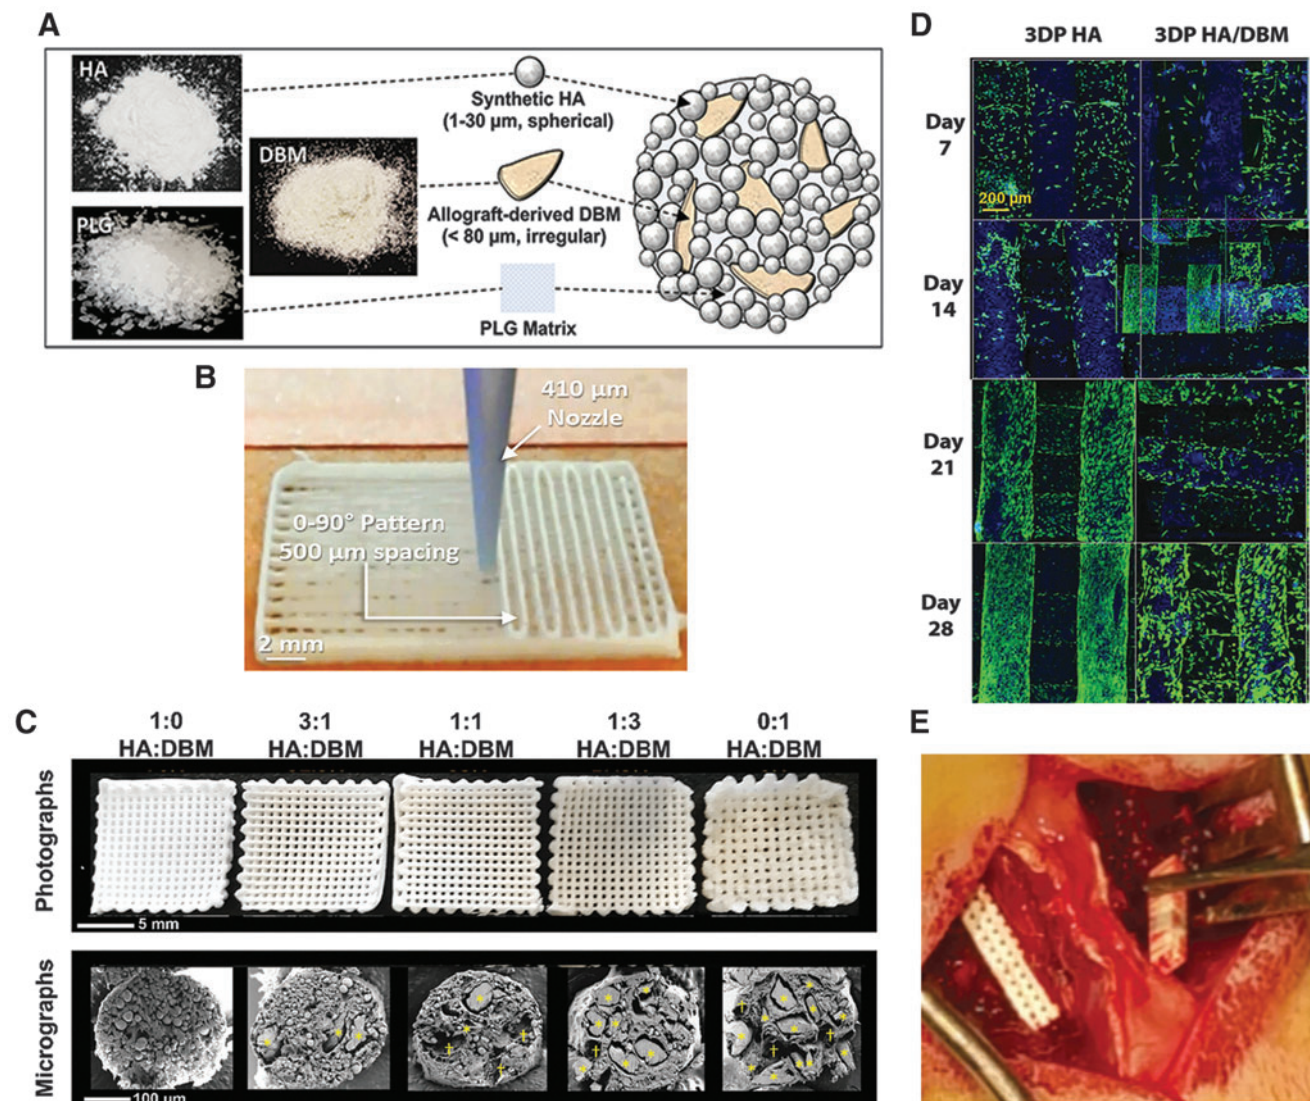 A
HA
DBM
PLG
Synthetic HA
(1-30 µm, spherical)
Allograft-derived DBM
(< 80 µm, irregular)
PLG Matrix
B
410 µm
Nozzle
0-90° Pattern
500 µm spacing
2 mm
C
1:0
HA:DBM
3:1
HA:DBM
1:1
HA:DBM
1:3
HA:DBM
0:1
HA:DBM
Photographs
5 mm
Micrographs
100 µm
D
3DP HA
3DP HA/DBM
Day
7
200 µm
Day
14
Day
21
Day
28
E